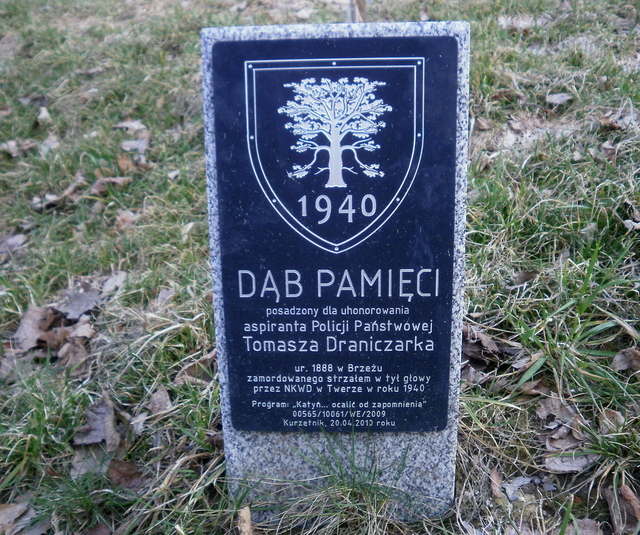 1940
DĄB PAMIĘCI
posadzony dla uhonorowania
aspiranta Policji Państwowej
Tomasza Draniczarka
ur. 1888 w Brzeżu
zamordowanego strzałem w tył głowy
przez NKWD w Twerze w roku 1940
Program: „Katyń... ocalić od zapomnienia"
00565/10061/WE/2009
Kurzętnik, 20.04.2010 roku